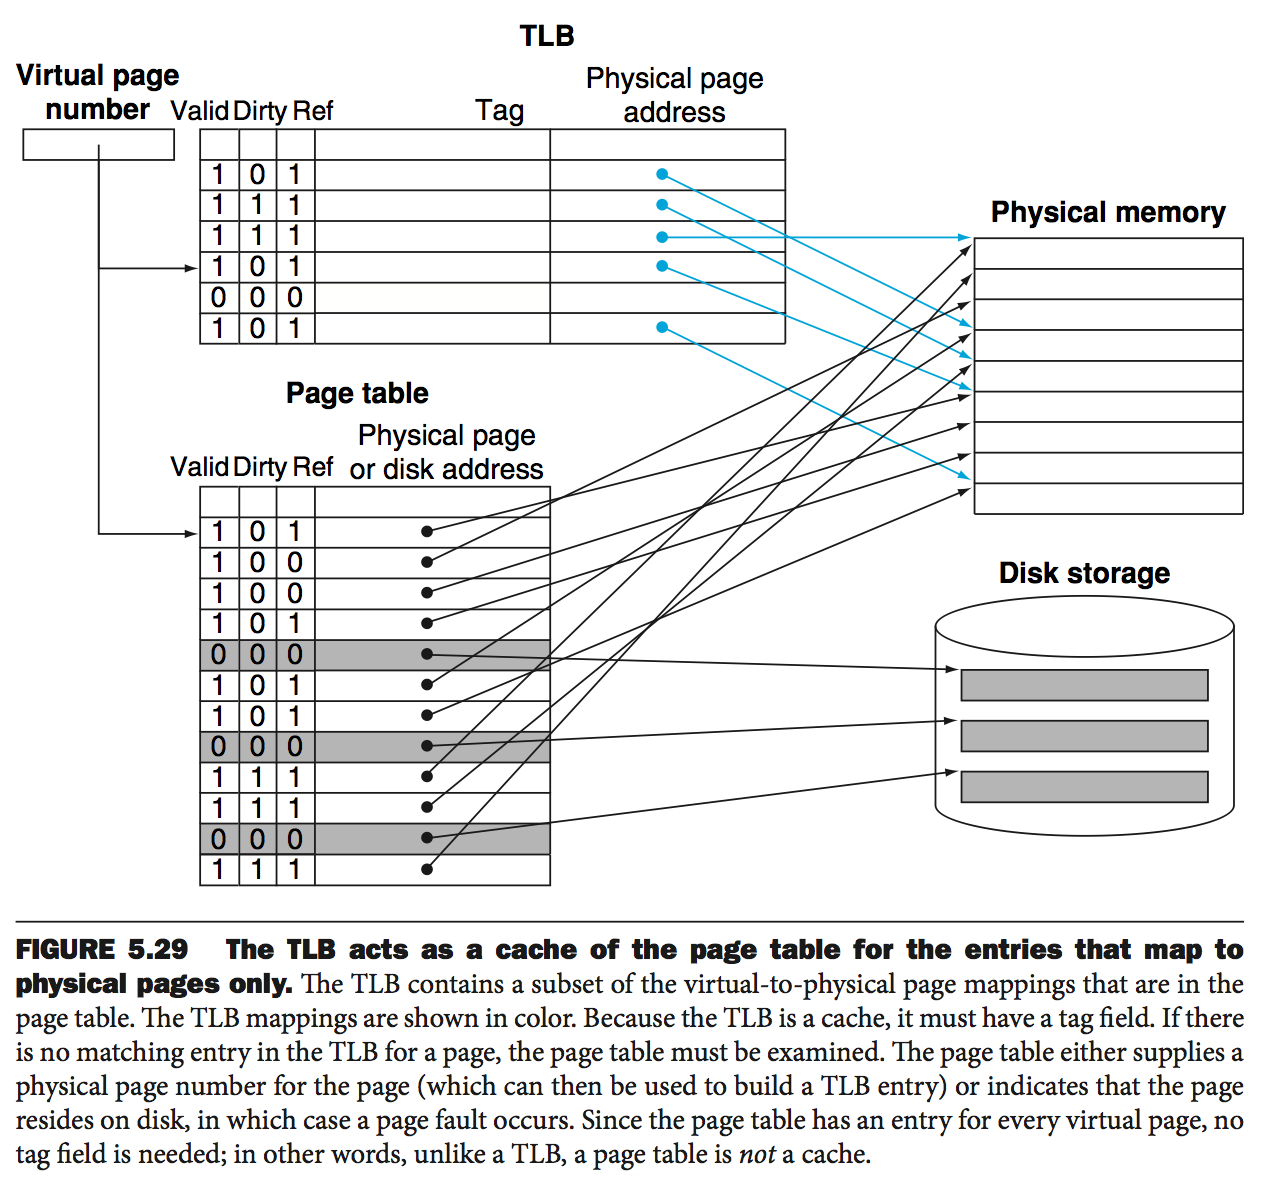 TLB
Virtual page
number
Valid Dirty Ref
Tag
Physical page
address
1 0 1
1 1 1
1 1 1
1 0 1
0 0 0
1 0 1
Physical memory
Page table
Physical page
or disk address
Valid Dirty Ref
1 0 1
1 0 0
1 0 0
1 0 1
0 0 0
1 0 1
1 0 1
0 0 0
1 1 1
1 1 1
0 0 0
1 1 1
Disk storage
FIGURE 5.29 The TLB acts as a cache of the page table for the entries that map to
physical pages only. The TLB contains a subset of the virtual-to-physical page mappings that are in the
page table. The TLB mappings are shown in color. Because the TLB is a cache, it must have a tag field. If there
is no matching entry in the TLB for a page, the page table must be examined. The page table either supplies a
physical page number for the page (which can then be used to build a TLB entry) or indicates that the page
resides on disk, in which case a page fault occurs. Since the page table has an entry for every virtual page, no
tag field is needed; in other words, unlike a TLB, a page table is not a cache.